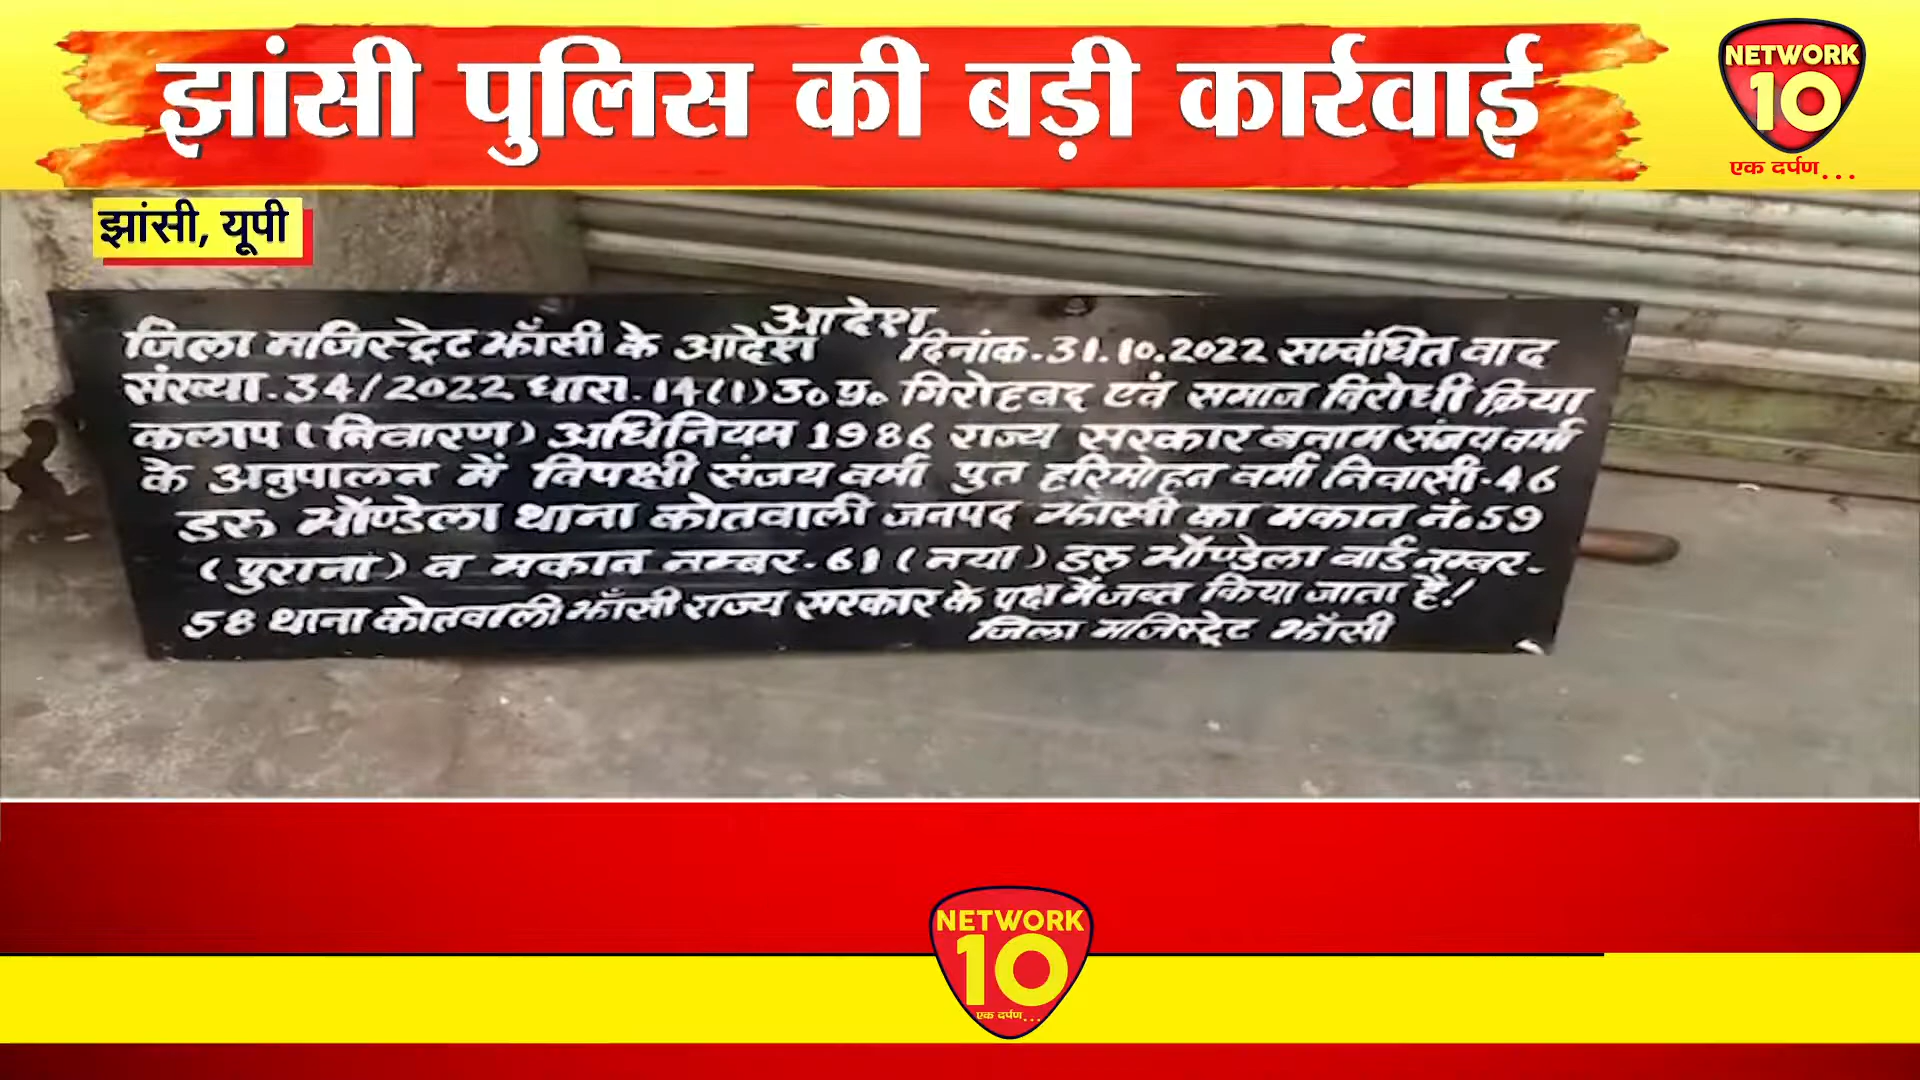 झांसी पुलिस की बड़ी कार्रवाई
NETWORK
10
एक दर्पण...
झांसी, यूपी
आदेश
जिला मजिस्ट्रेट झाँसी के आदेश दिनांक.31.10.2022 सम्बंधित वाद
संख्या.34/2022 धारा.14(1)उ० प्र० गिरोहबद एवं समाज विरोधी क्रिया
कलाप (निवारण) अधिनियम 1986 राज्य सरकार बनाम संजय वर्मा
के अनुपालन में विपक्षी संजय वर्मा पुत हरिमोहन वर्मा निवासी-46
डरू भॉण्डेला थाना कोतवाली जनपद झाँसी का मकान नं.59
(पुराना) व मकान नम्बर-61 (नया) डरु भॉण्डेला वार्ड नम्बर-
58 थाना कोतवाली झाँसी राज्य सरकार के पक्ष में जब्त किया जाता है!
जिला मजिस्ट्रेट झाँसी
NETWORK
10
एक दर्पण...